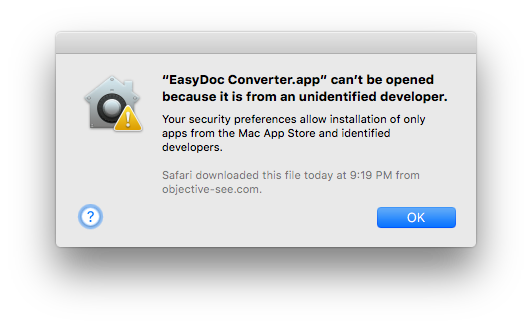 “EasyDoc Converter.app” can’t be opened
because it is from an unidentified developer.
Your security preferences allow installation of only
apps from the Mac App Store and identified
developers.
Safari downloaded this file today at 9:19 PM from
objective-see.com.
?
OK